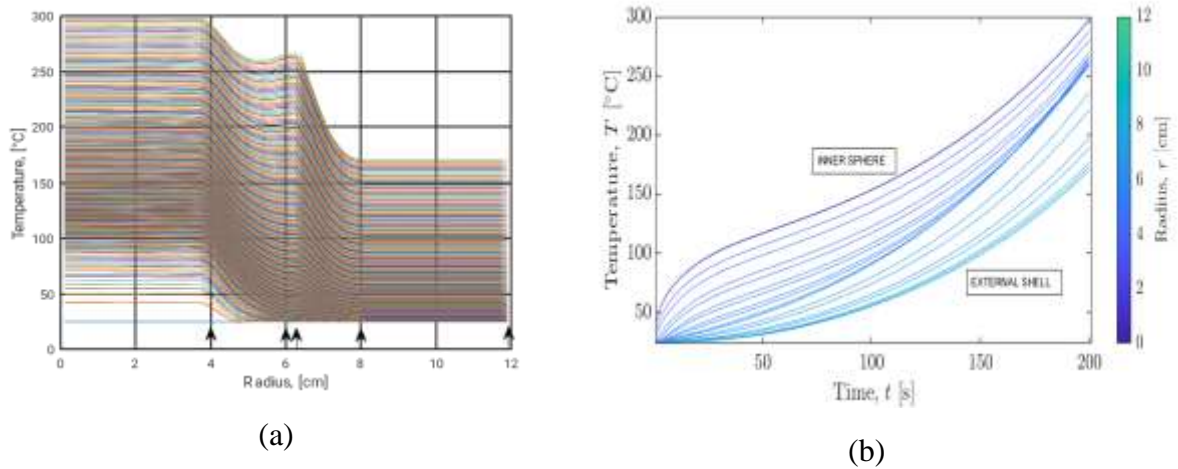 300
250
200
150
100
50
0
Temperature, [°C]
0 2 4 6 8 10 12
Radius, [cm]
(a)
300
250
200
150
100
50
Temperature, T [°C]
INNER SPHERE
EXTERNAL SHELL
50 100 150 200
Time, t [s]
12
10
8
6
4
2
0
Radius, r [cm]
(b)